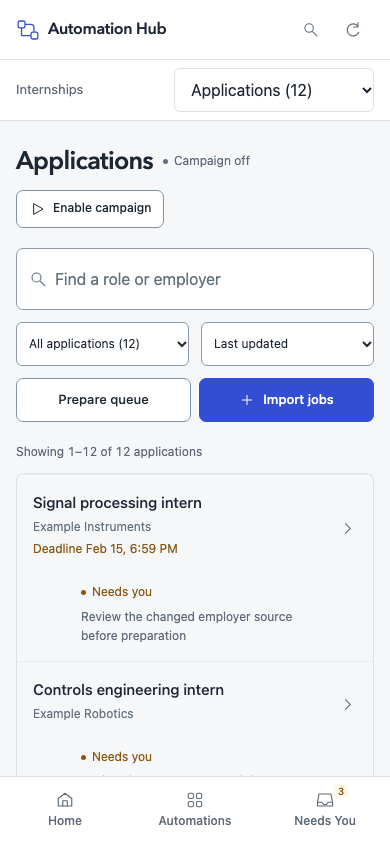 Automation Hub
Internships
Applications (12)
Applications
Campaign off
Enable campaign
Find a role or employer
All applications (12)
Last updated
Prepare queue
Import jobs
Showing 1–12 of 12 applications
Signal processing intern
Example Instruments
Deadline Feb 15, 6:59 PM
Needs you
Review the changed employer source
before preparation
Controls engineering intern
Example Robotics
Needs you
3
Home
Automations
Needs You